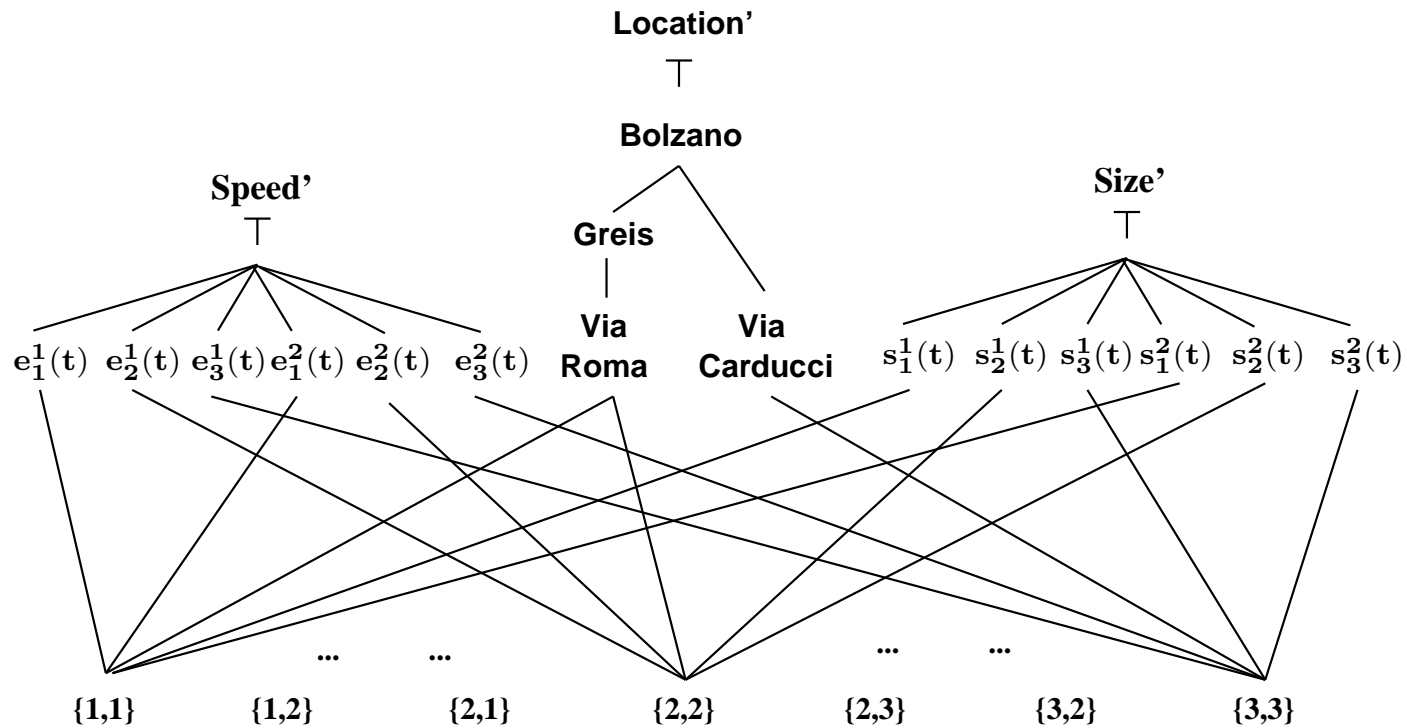 Location’
⊤
Bolzano
Speed’
⊤
Size’
⊤
Greis
Via Roma
Via Carducci
e₁¹(t) e₂¹(t) e₃¹(t) e₁²(t) e₂²(t) e₃²(t)
s₁¹(t) s₂¹(t) s₃¹(t) s₁²(t) s₂²(t) s₃²(t)
... ... ... ...
{1,1} {1,2} {2,1} {2,2} {2,3} {3,2} {3,3}